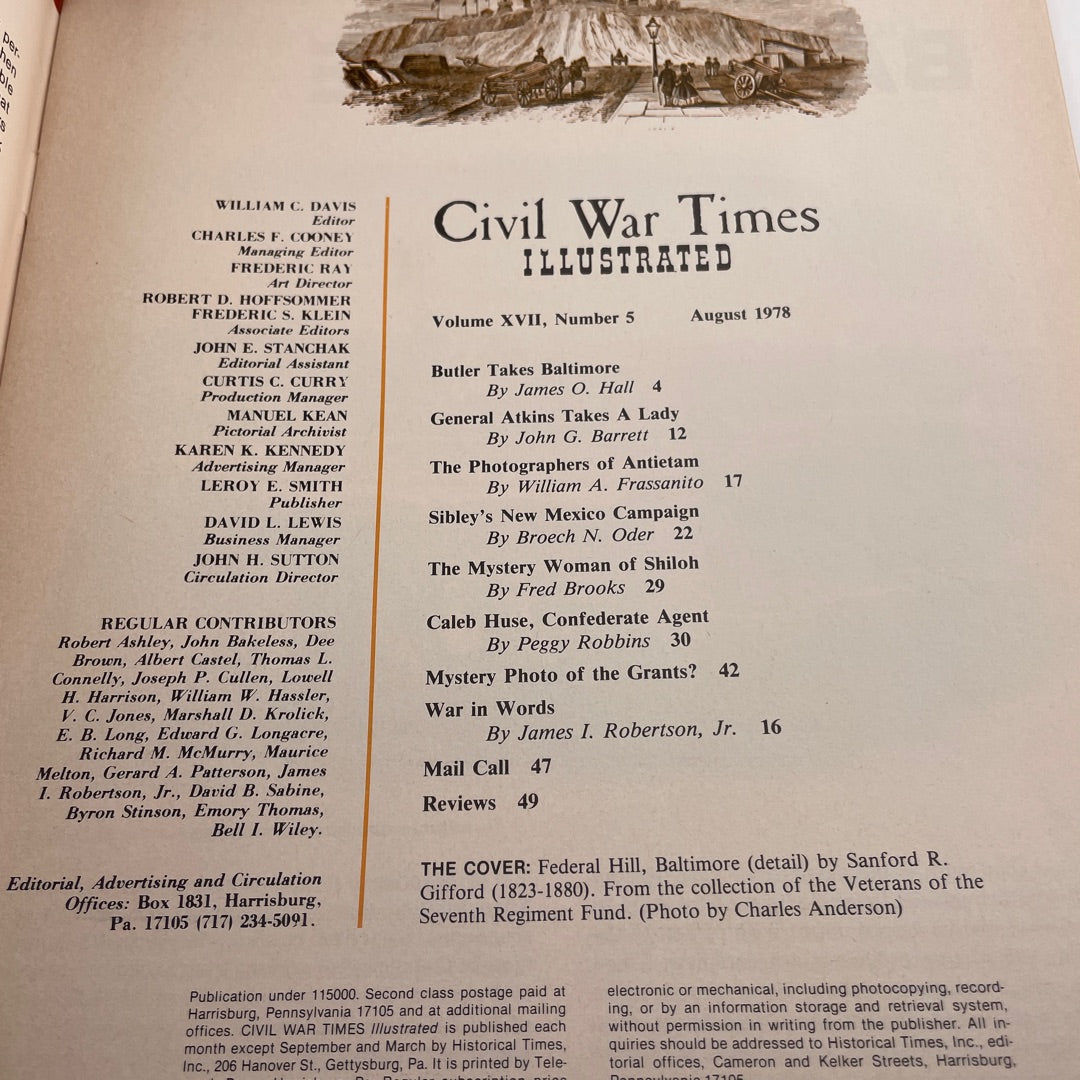 per-
hen
ble
at
WILLIAM C. DAVIS
Editor
CHARLES F. COONEY
Managing Editor
FREDERIC RAY
Art Director
ROBERT D. HOFFSOMMER
FREDERIC S. KLEIN
Associate Editors
JOHN E. STANCHAK
Editorial Assistant
CURTIS C. CURRY
Production Manager
MANUEL KEAN
Pictorial Archivist
KAREN K. KENNEDY
Advertising Manager
LEROY E. SMITH
Publisher
DAVID L. LEWIS
Business Manager
JOHN H. SUTTON
Circulation Director
REGULAR CONTRIBUTORS
Robert Ashley, John Bakeless, Dee
Brown, Albert Castel, Thomas L.
Connelly, Joseph P. Cullen, Lowell
H. Harrison, William W. Hassler,
V. C. Jones, Marshall D. Krolick,
E. B. Long, Edward G. Longacre,
Richard M. McMurry, Maurice
Melton, Gerard A. Patterson, James
I. Robertson, Jr., David B. Sabine,
Byron Stinson, Emory Thomas,
Bell I. Wiley.
Editorial, Advertising and Circulation
Offices: Box 1831, Harrisburg,
Pa. 17105 (717) 234-5091.
Civil War Times
ILLUSTRATED
Volume XVII, Number 5 August 1978
Butler Takes Baltimore
By James O. Hall 4
General Atkins Takes A Lady
By John G. Barrett 12
The Photographers of Antietam
By William A. Frassanito 17
Sibley's New Mexico Campaign
By Broech N. Oder 22
The Mystery Woman of Shiloh
By Fred Brooks 29
Caleb Huse, Confederate Agent
By Peggy Robbins 30
Mystery Photo of the Grants? 42
War in Words
By James I. Robertson, Jr. 16
Mail Call 47
Reviews 49
THE COVER: Federal Hill, Baltimore (detail) by Sanford R.
Gifford (1823-1880). From the collection of the Veterans of the
Seventh Regiment Fund. (Photo by Charles Anderson)
Publication under 115000. Second class postage paid at
Harrisburg, Pennsylvania 17105 and at additional mailing
offices. CIVIL WAR TIMES Illustrated is published each
month except September and March by Historical Times,
Inc., 206 Hanover St., Gettysburg, Pa. It is printed by Tele-
electronic or mechanical, including photocopying, record-
ing, or by an information storage and retrieval system,
without permission in writing from the publisher. All in-
quiries should be addressed to Historical Times, Inc., edi-
torial offices, Cameron and Kelker Streets, Harrisburg,
Pennsylvania 17105